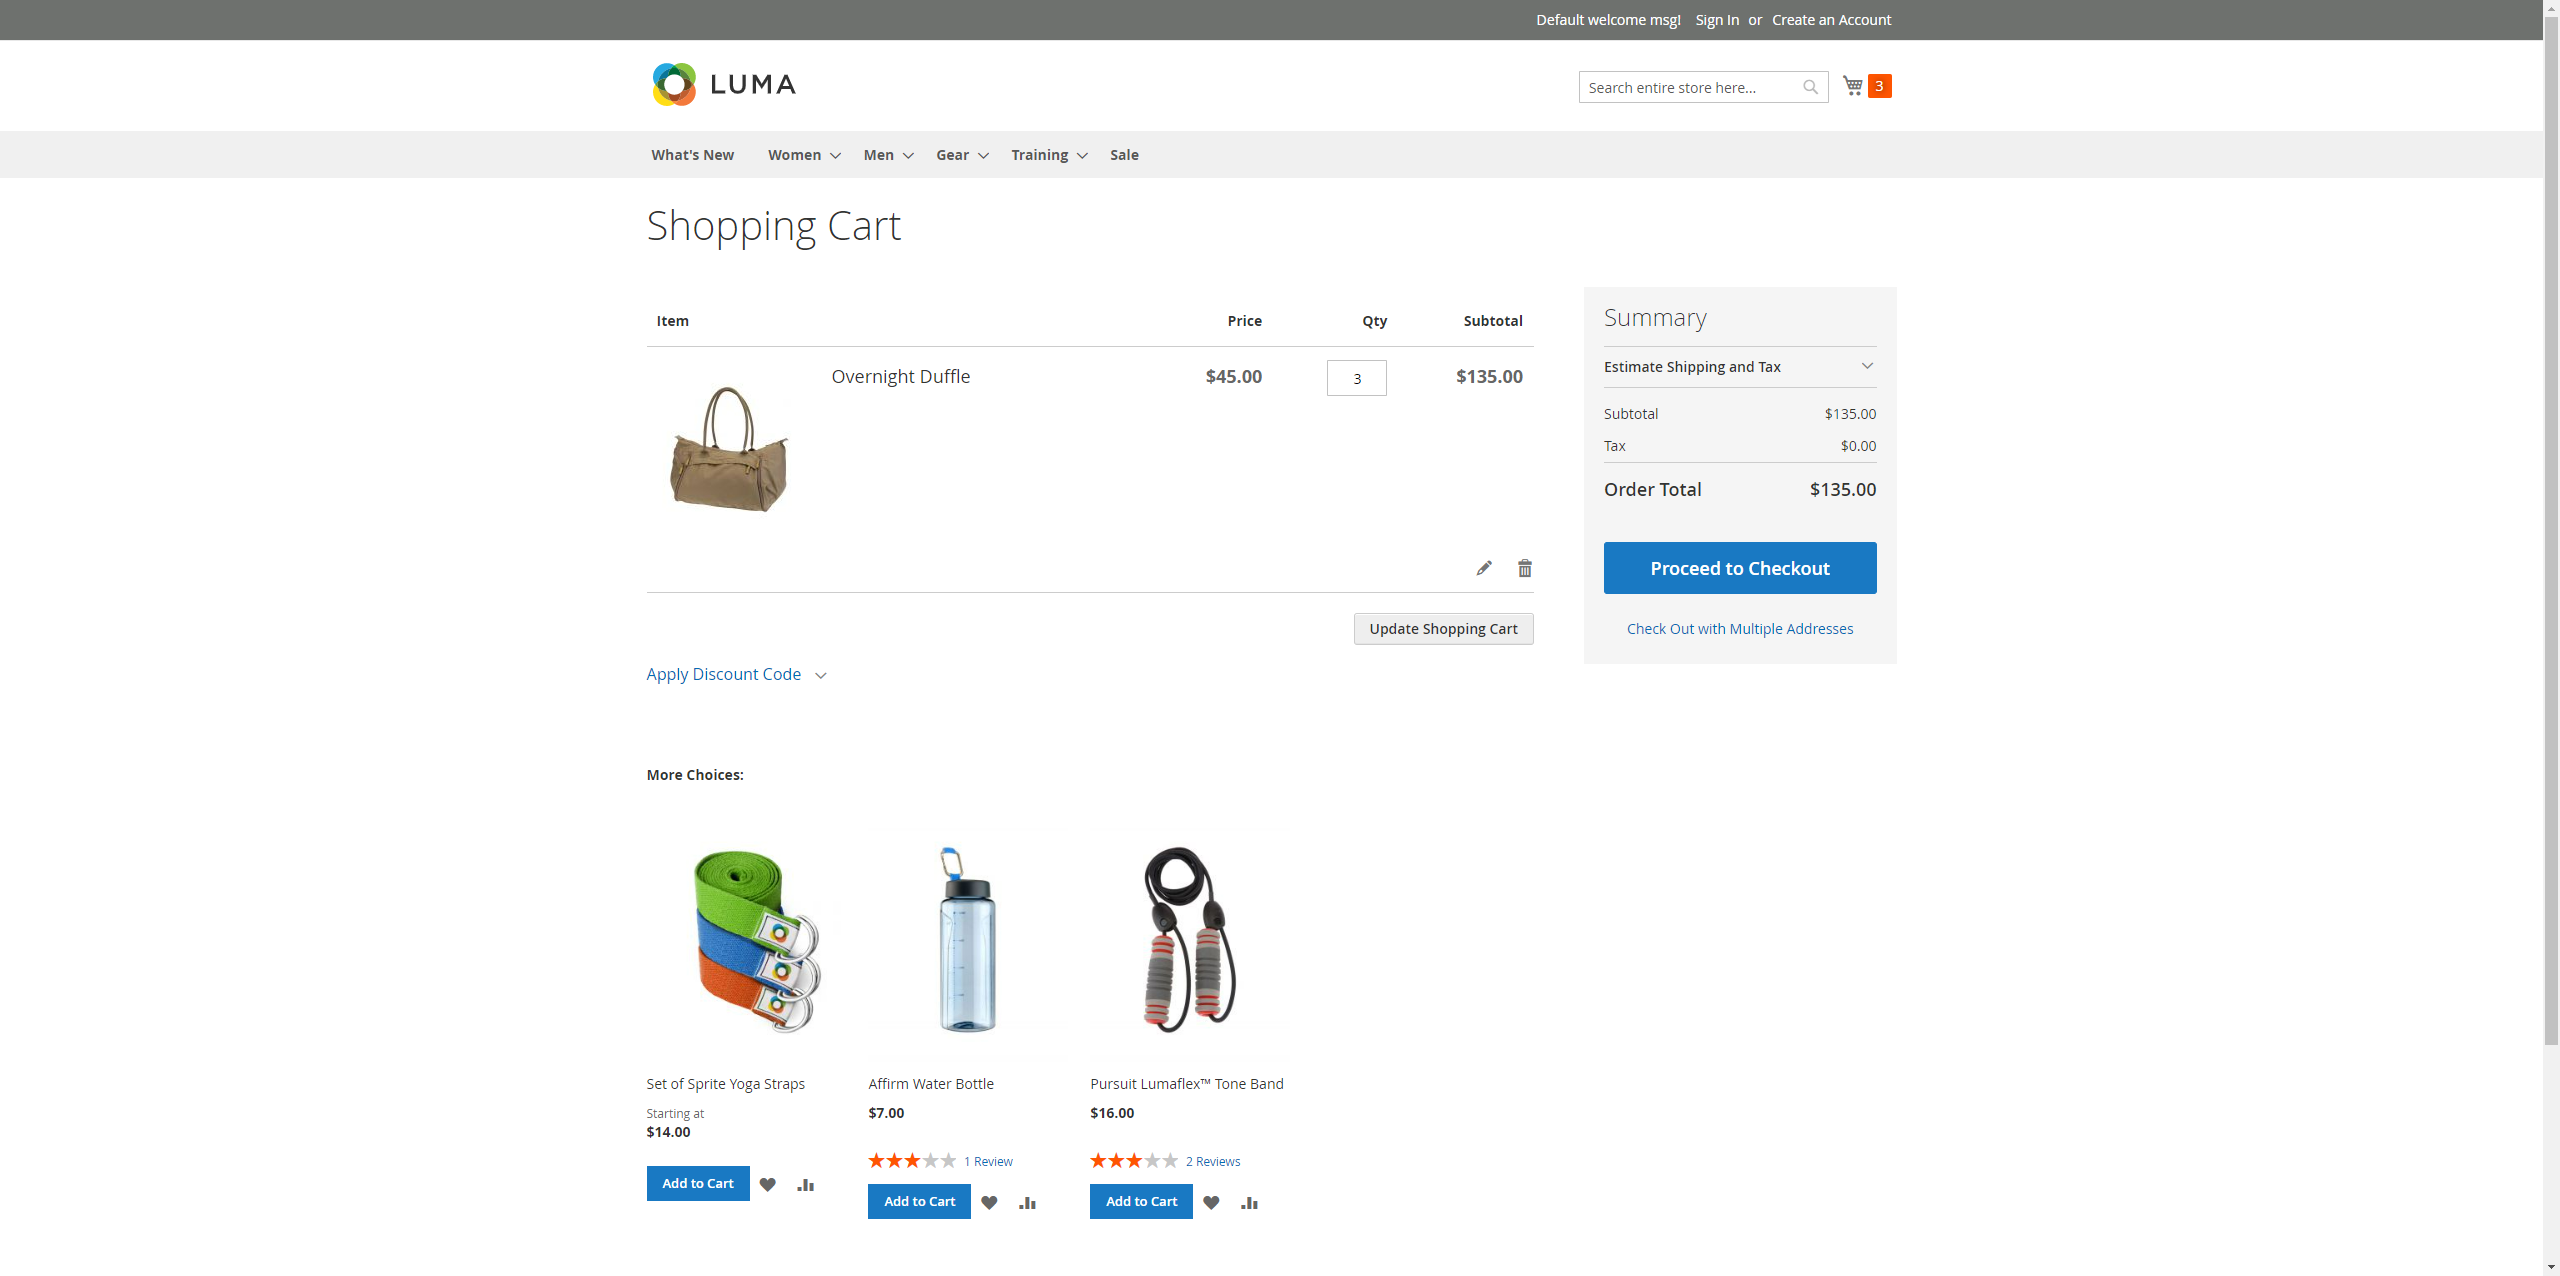 Default welcome msg! Sign In or Create an Account
LUMA
Search entire store here...
3
What's New Women Men Gear Training Sale
Shopping Cart
Item Price Qty Subtotal
Overnight Duffle $45.00 3 $135.00
Update Shopping Cart
Apply Discount Code
Summary
Estimate Shipping and Tax
Subtotal $135.00
Tax $0.00
Order Total $135.00
Proceed to Checkout
Check Out with Multiple Addresses
More Choices:
Set of Sprite Yoga Straps
Starting at
$14.00
Add to Cart
Affirm Water Bottle
$7.00
1 Review
Add to Cart
Pursuit Lumaflex™ Tone Band
$16.00
2 Reviews
Add to Cart